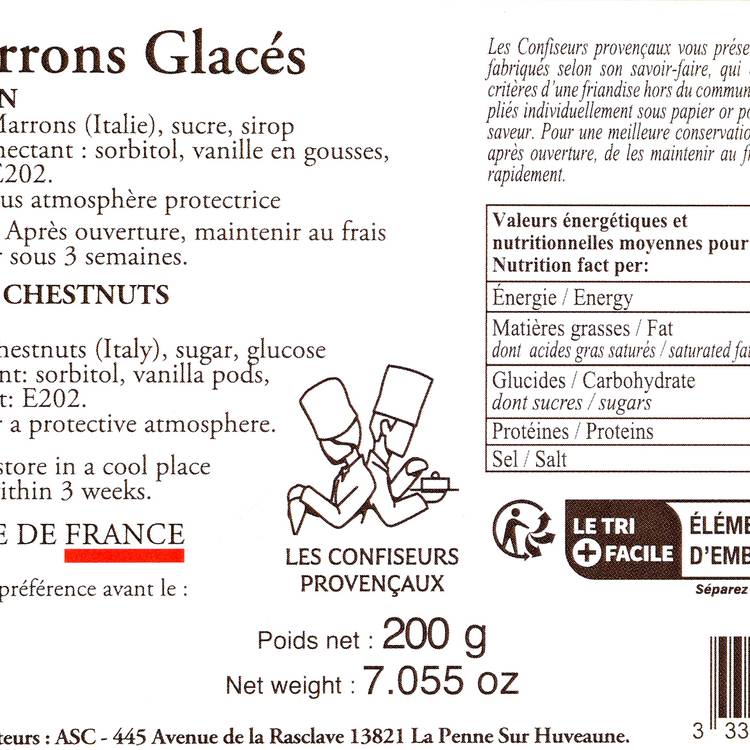 rrons Glacés
N
Marrons (Italie), sucre, sirop
nectant : sorbitol, vanille en gousses,
E202.
us atmosphère protectrice
Après ouverture, maintenir au frais
r sous 3 semaines.
CHESTNUTS
hestnuts (Italy), sugar, glucose
nt: sorbitol, vanilla pods,
t: E202.
r a protective atmosphere.
store in a cool place
ithin 3 weeks.
E DE FRANCE
préférence avant le :
LES CONFISEURS
PROVENÇAUX
Poids net : 200 g
Net weight : 7.055 oz
teurs : ASC - 445 Avenue de la Rasclave 13821 La Penne Sur Huveaune.
Les Confiseurs provençaux vous prése
fabriqués selon son savoir-faire, qui
critères d'une friandise hors du commun
pliés individuellement sous papier or po
saveur. Pour une meilleure conservatio
après ouverture, de les maintenir au f
rapidement.
Valeurs énergétiques et
nutritionnelles moyennes pour
Nutrition fact per:
Énergie / Energy
Matières grasses / Fat
dont acides gras saturés / saturated fat
Glucides / Carbohydrate
dont sucres / sugars
Protéines / Proteins
Sel / Salt
LE TRI
+ FACILE
ÉLÉME
D'EMB
Séparez
3 33